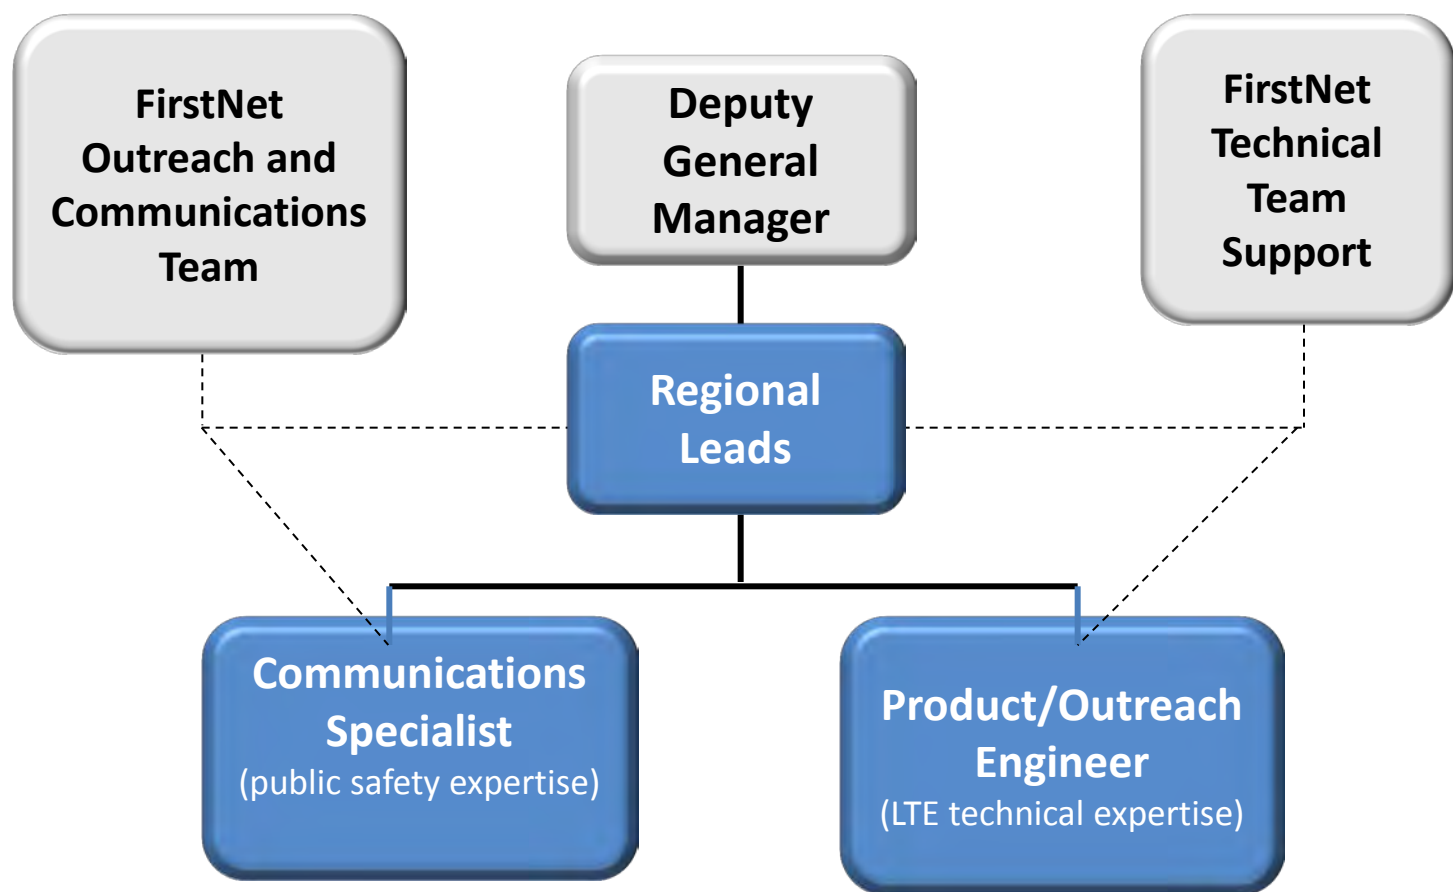 FirstNet
Outreach and
Communications
Team
Deputy
General
Manager
FirstNet
Technical
Team
Support
Regional
Leads
Communications
Specialist
(public safety expertise)
Product/Outreach
Engineer
(LTE technical expertise)